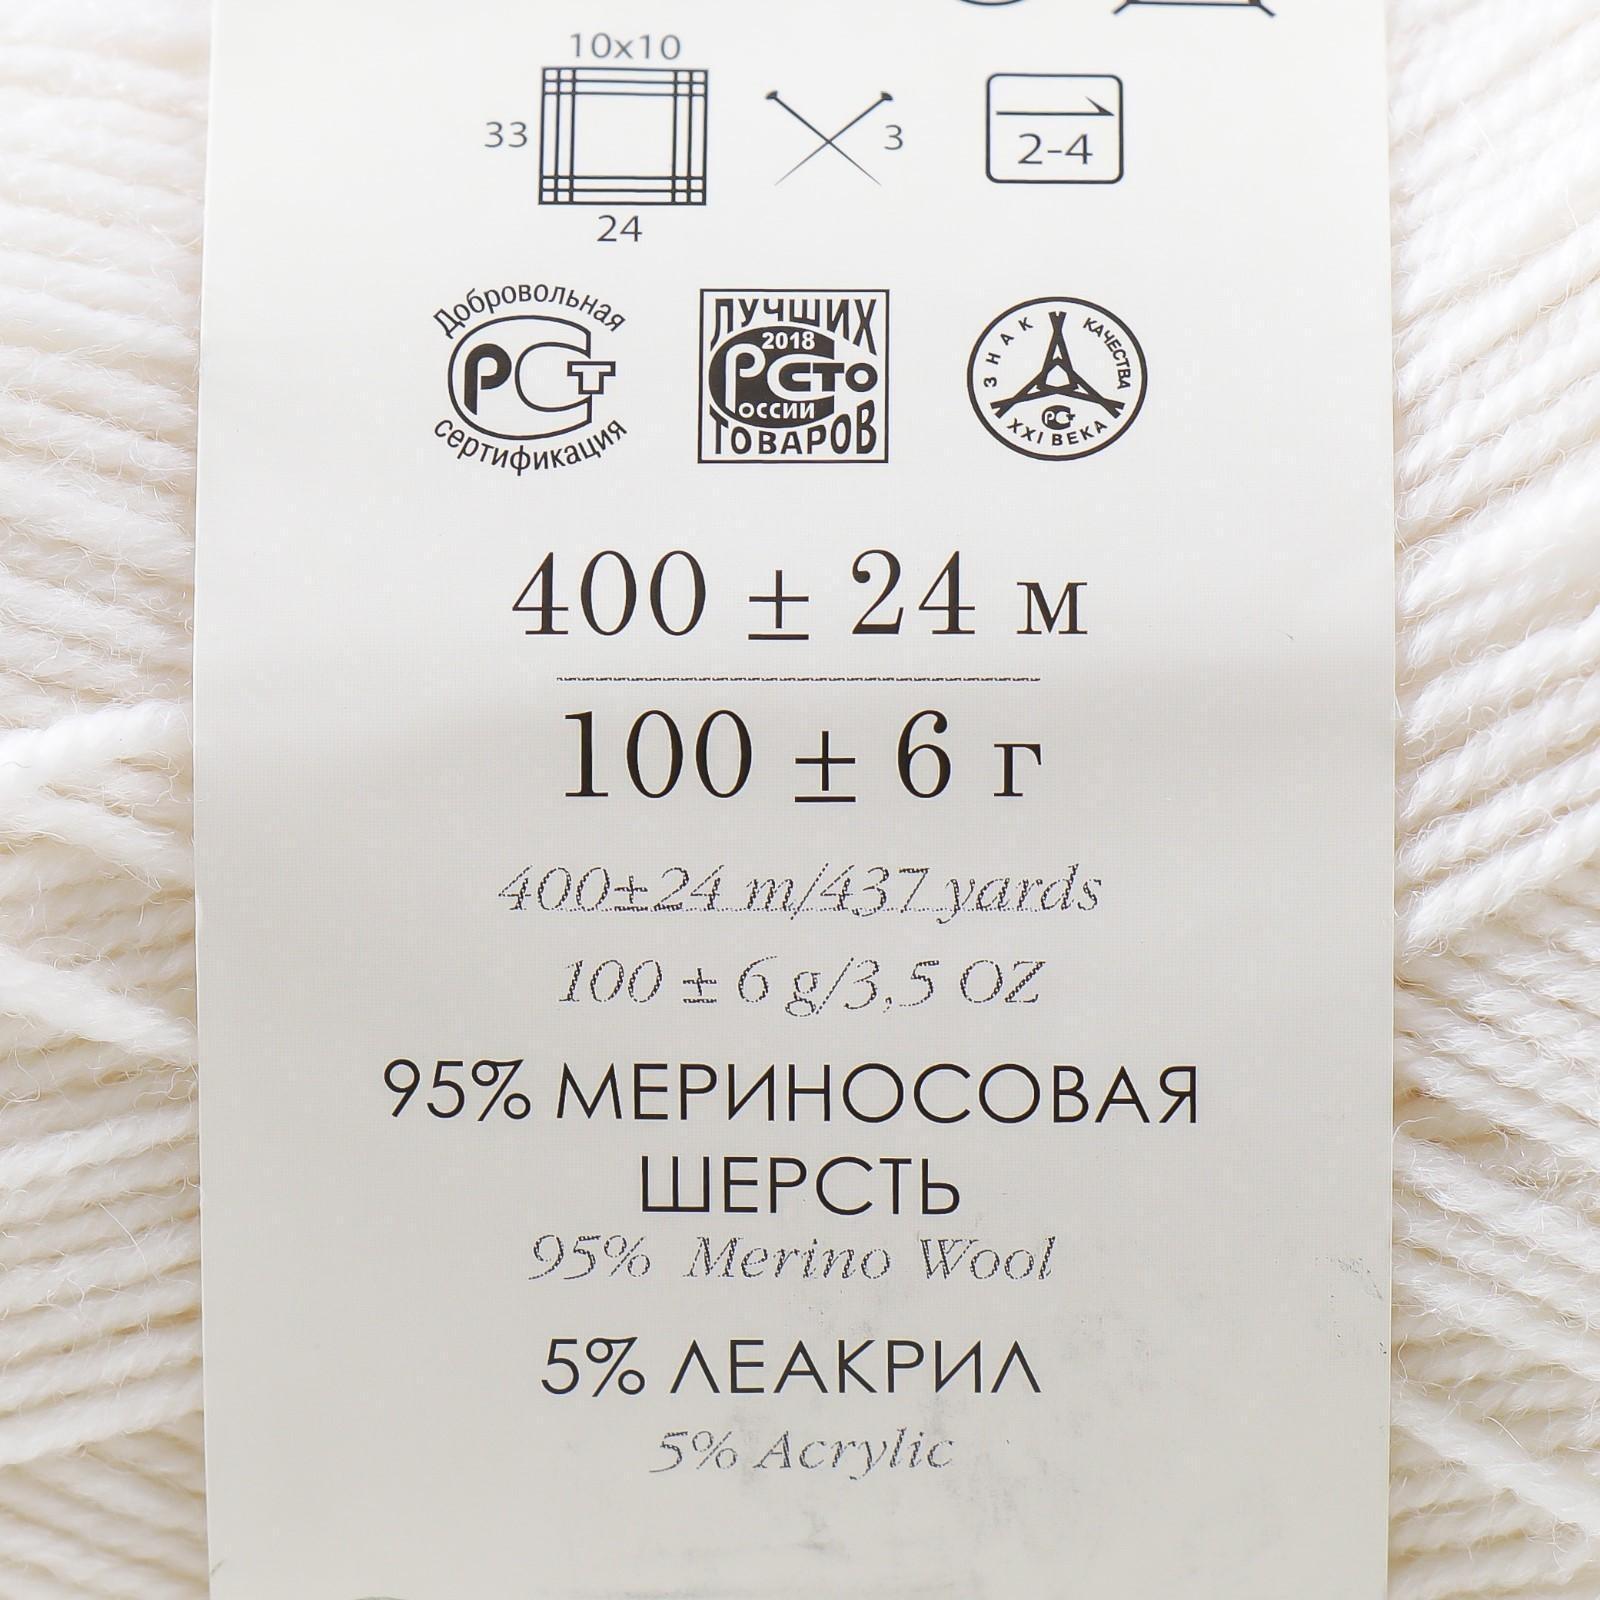 10x10
33
24
3
2-4
Добровольная
РСТ
сертификация
ЛУЧШИХ
2018
СТО
РОССИИ
ТОВАРОВ
ЗНАК КАЧЕСТВА
РСТ
XXI ВЕКА
400 ± 24 м
100 ± 6 г
400±24 m/437 yards
100 ± 6 g/3,5 OZ
95% МЕРИНОСОВАЯ
ШЕРСТЬ
95% Merino Wool
5% ЛЕАКРИЛ
5% Acrylic